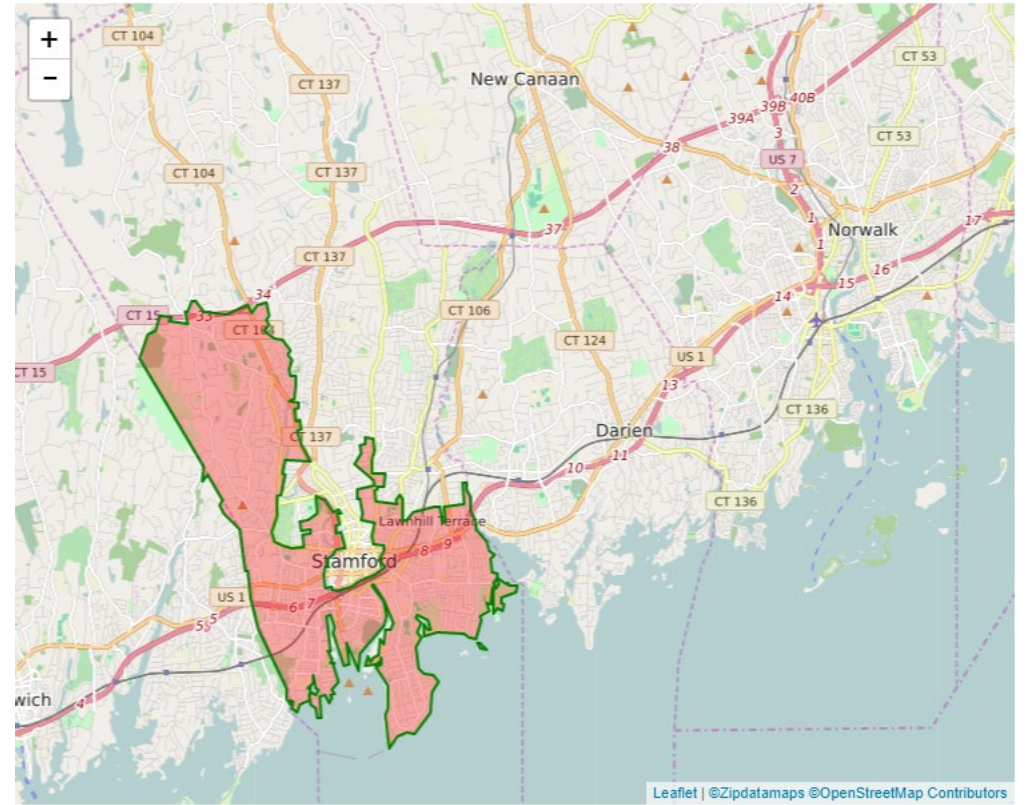 +
CT 104
CT 53
CT 137
New Canaan
−
40B
39B
39A
3
CT 53
38
US 7
CT 104
CT 137
2
1
17
37
Norwalk
1
CT 137
16
15
34
14
CT 15
33
CT 106
CT 104
CT 124
US 1
CT 15
13
CT 136
Darien
CT 137
11
10
CT 136
Lawnhill Terrace
9
8
Stamford
US 1
7
6
5
5
wich
4
Leaflet | ©Zipdatamaps ©OpenStreetMap Contributors